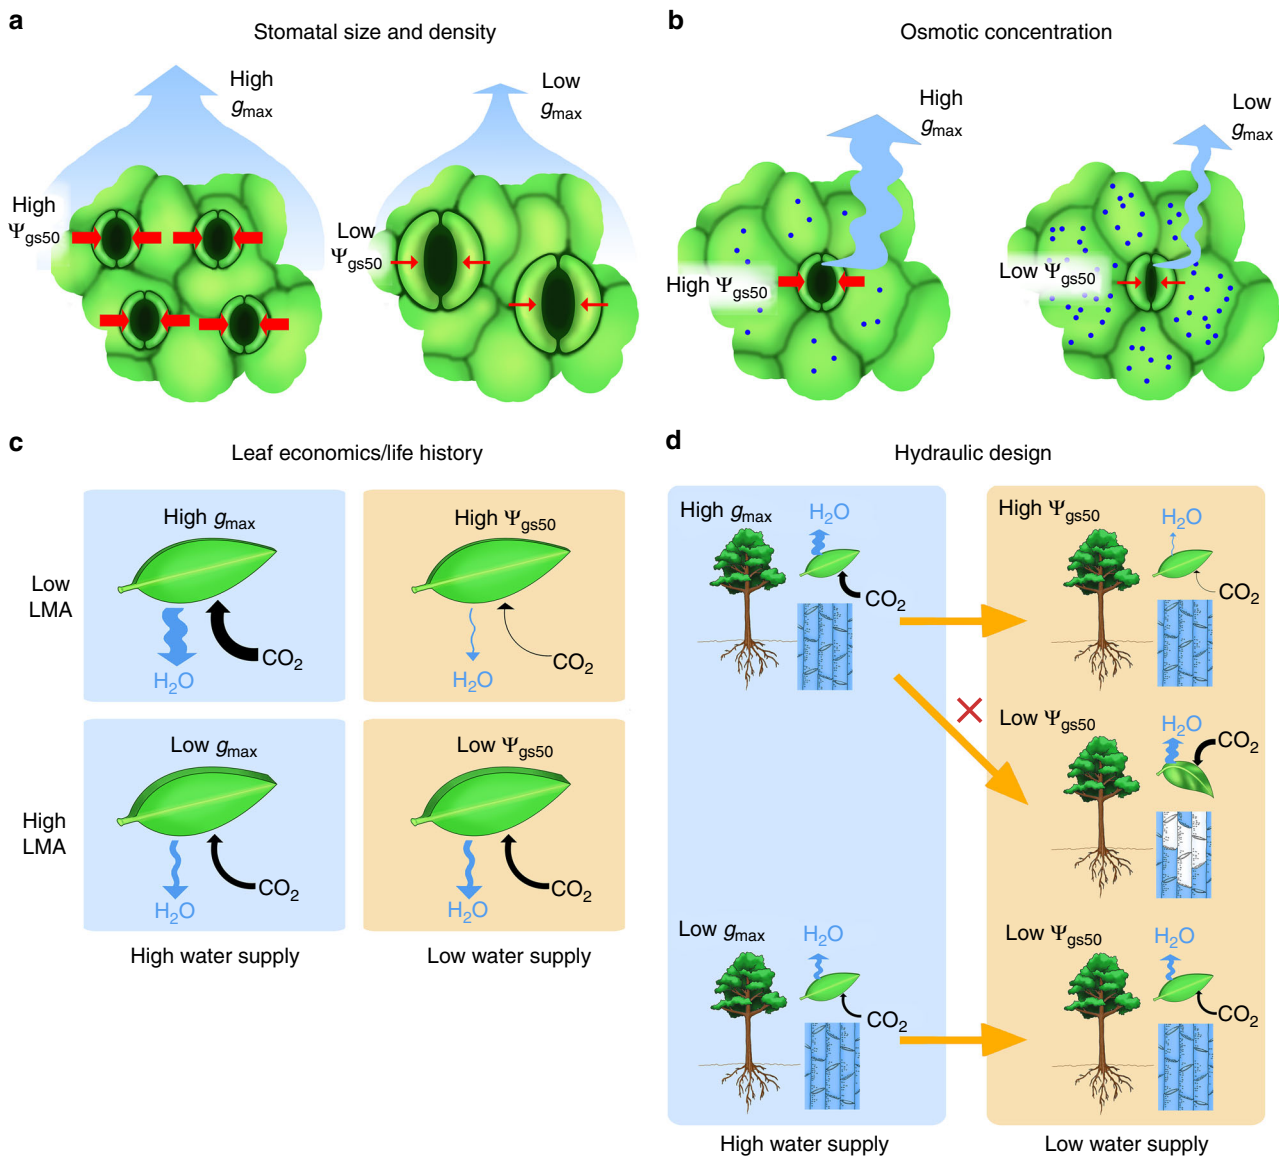 a
Stomatal size and density
High
gmax
Low
gmax
High
Ψgs50
Low
Ψgs50
b
Osmotic concentration
High
gmax
Low
gmax
High Ψgs50
Low Ψgs50
c
Leaf economics/life history
Low
LMA
High gmax
CO2
H2O
High Ψgs50
CO2
H2O
High
LMA
Low gmax
CO2
H2O
Low Ψgs50
CO2
H2O
High water supply
Low water supply
d
Hydraulic design
High gmax
H2O
CO2
High Ψgs50
H2O
CO2
Low Ψgs50
H2O
CO2
Low gmax
H2O
CO2
Low Ψgs50
H2O
CO2
High water supply
Low water supply